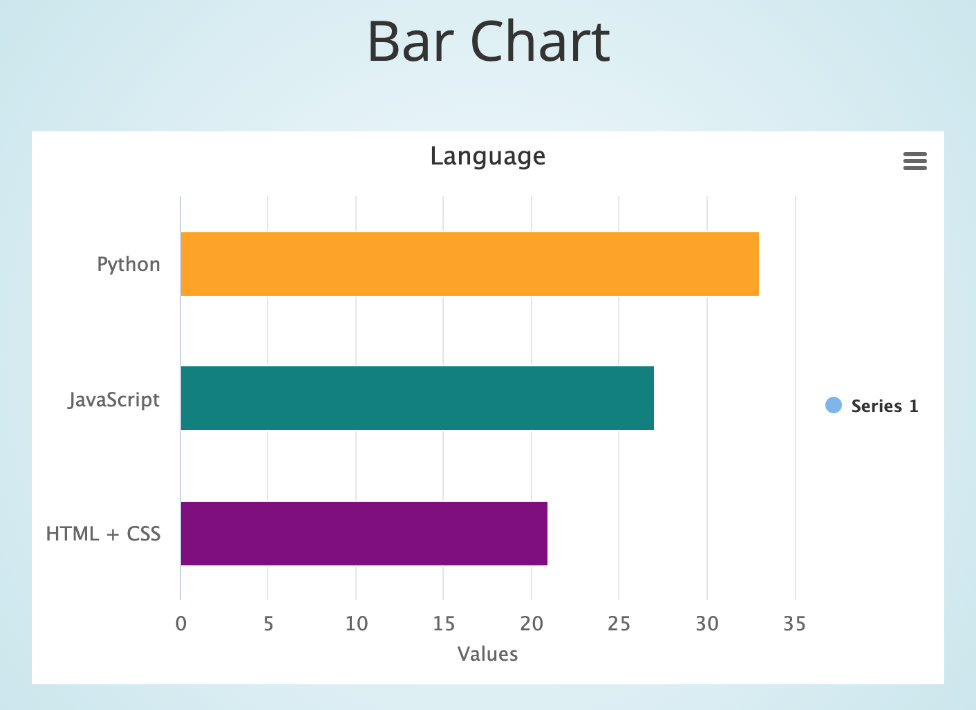 Bar Chart
Language
Python
JavaScript
HTML + CSS
Series 1
0 5 10 15 20 25 30 35
Values